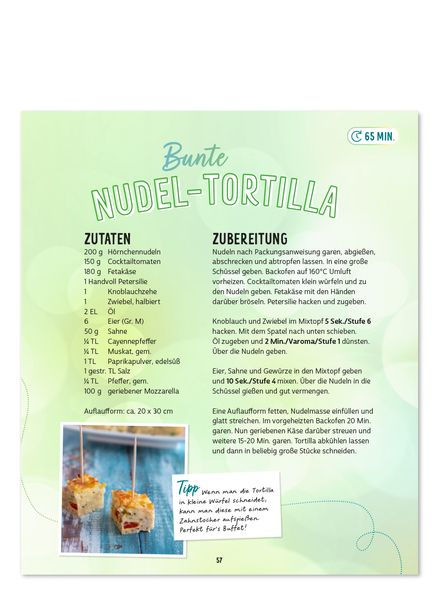 65 MIN.
Bunte
NUDEL-TORTILLA
ZUTATEN
200 g Hörnchennudeln
150 g Cocktailtomaten
180 g Fetakäse
1 Handvoll Petersilie
1 Knoblauchzehe
1 Zwiebel, halbiert
2 EL Öl
6 Eier (Gr. M)
50 g Sahne
¼ TL Cayennepfeffer
¼ TL Muskat, gem.
1 TL Paprikapulver, edelsüß
1 gestr. TL Salz
¼ TL Pfeffer, gem.
100 g geriebener Mozzarella
Auflaufform: ca. 20 x 30 cm
ZUBEREITUNG
Nudeln nach Packungsanweisung garen, abgießen,
abschrecken und abtropfen lassen. In eine große
Schüssel geben. Backofen auf 160°C Umluft
vorheizen. Cocktailtomaten klein würfeln und zu
den Nudeln geben. Fetakäse mit den Händen
darüber bröseln. Petersilie hacken und zugeben.
Knoblauch und Zwiebel im Mixtopf 5 Sek./Stufe 6
hacken. Mit dem Spatel nach unten schieben.
Öl zugeben und 2 Min./Varoma/Stufe 1 dünsten.
Über die Nudeln geben.
Eier, Sahne und Gewürze in den Mixtopf geben
und 10 Sek./Stufe 4 mixen. Über die Nudeln in die
Schüssel gießen und gut vermengen.
Eine Auflaufform fetten, Nudelmasse einfüllen und
glatt streichen. Im vorgeheizten Backofen 20 Min.
garen. Nun geriebenen Käse darüber streuen und
weitere 15-20 Min. garen. Tortilla abkühlen lassen
und dann in beliebig große Stücke schneiden.
Tipp Wenn man die Tortilla
in kleine Würfel schneidet,
kann man diese mit einem
Zahnstocher aufspießen.
Perfekt für's Buffet!
57